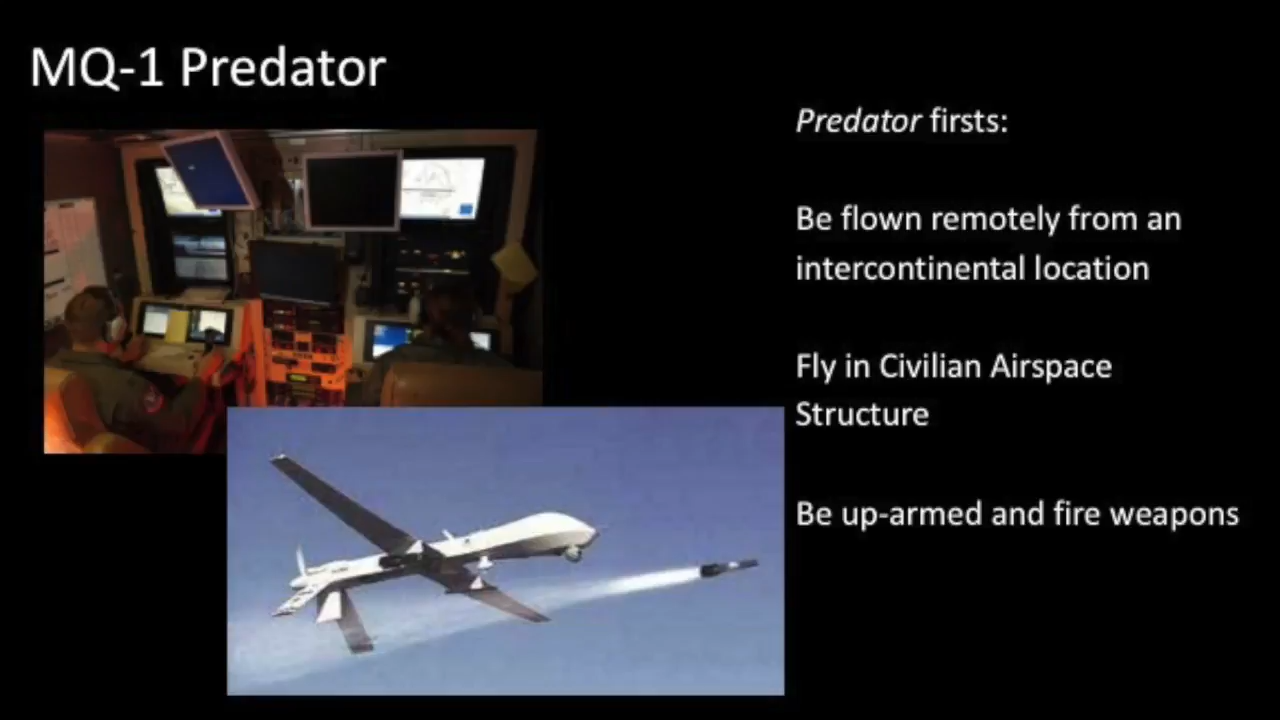 MQ-1 Predator
Predator firsts:
Be flown remotely from an
intercontinental location
Fly in Civilian Airspace
Structure
Be up-armed and fire weapons